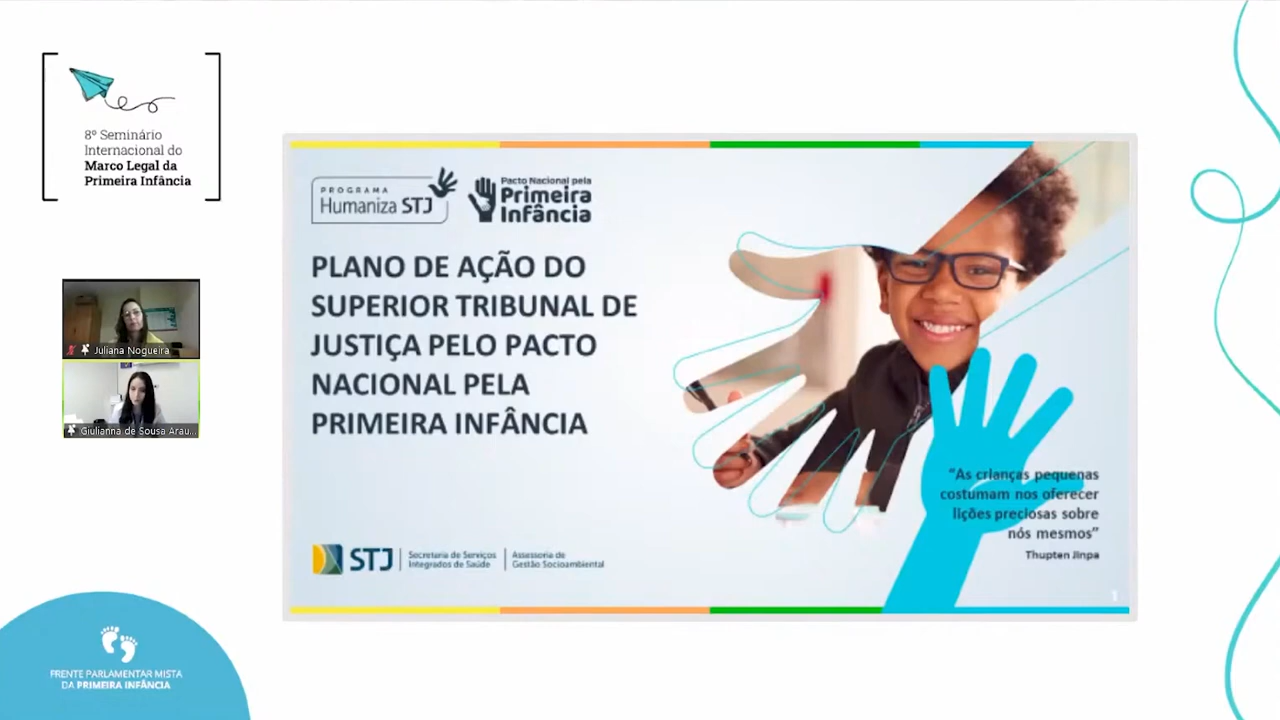 8º Seminário
Internacional do
Marco Legal da
Primeira Infância
Juliana Nogueira
Giulianna de Sousa Arau...
FRENTE PARLAMENTAR MISTA
DA PRIMEIRA INFÂNCIA
PROGRAMA
Humaniza STJ
Pacto Nacional pela
Primeira
Infância
PLANO DE AÇÃO DO
SUPERIOR TRIBUNAL DE
JUSTIÇA PELO PACTO
NACIONAL PELA
PRIMEIRA INFÂNCIA
“As crianças pequenas
costumam nos oferecer
lições preciosas sobre
nós mesmos”
Thupten Jinpa
STJ
Secretaria de Serviços
Integrados de Saúde
Assessoria de
Gestão Socioambiental
1